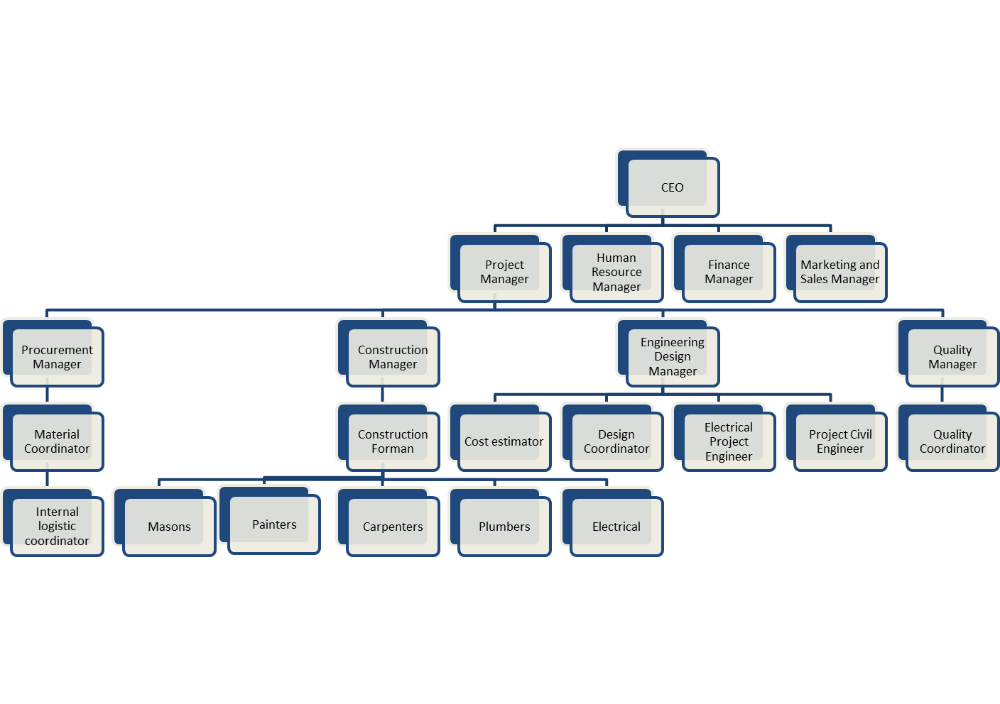 CEO
Project
Manager
Human
Resource
Manager
Finance
Manager
Marketing and
Sales Manager
Procurement
Manager
Construction
Manager
Engineering
Design
Manager
Quality
Manager
Material
Coordinator
Construction
Forman
Cost estimator
Design
Coordinator
Electrical
Project
Engineer
Project Civil
Engineer
Quality
Coordinator
Internal
logistic
coordinator
Masons
Painters
Carpenters
Plumbers
Electrical